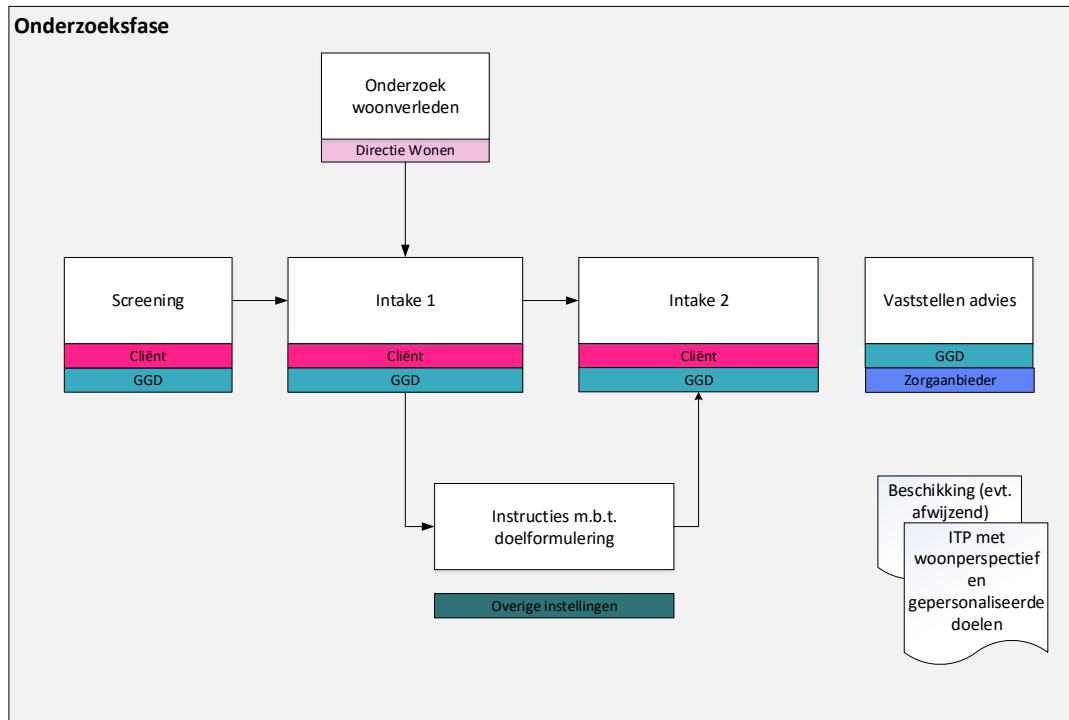 Onderzoeksfase
Onderzoek
woonverleden
Directie Wonen
Screening
Cliënt
GGD
Intake 1
Cliënt
GGD
Intake 2
Cliënt
GGD
Vaststellen advies
GGD
Zorgaanbieder
Instructies m.b.t.
doelformulering
Overige instellingen
Beschikking (evt.
afwijzend)
ITP met
woonperspectief
en
gepersonaliseerde
doelen